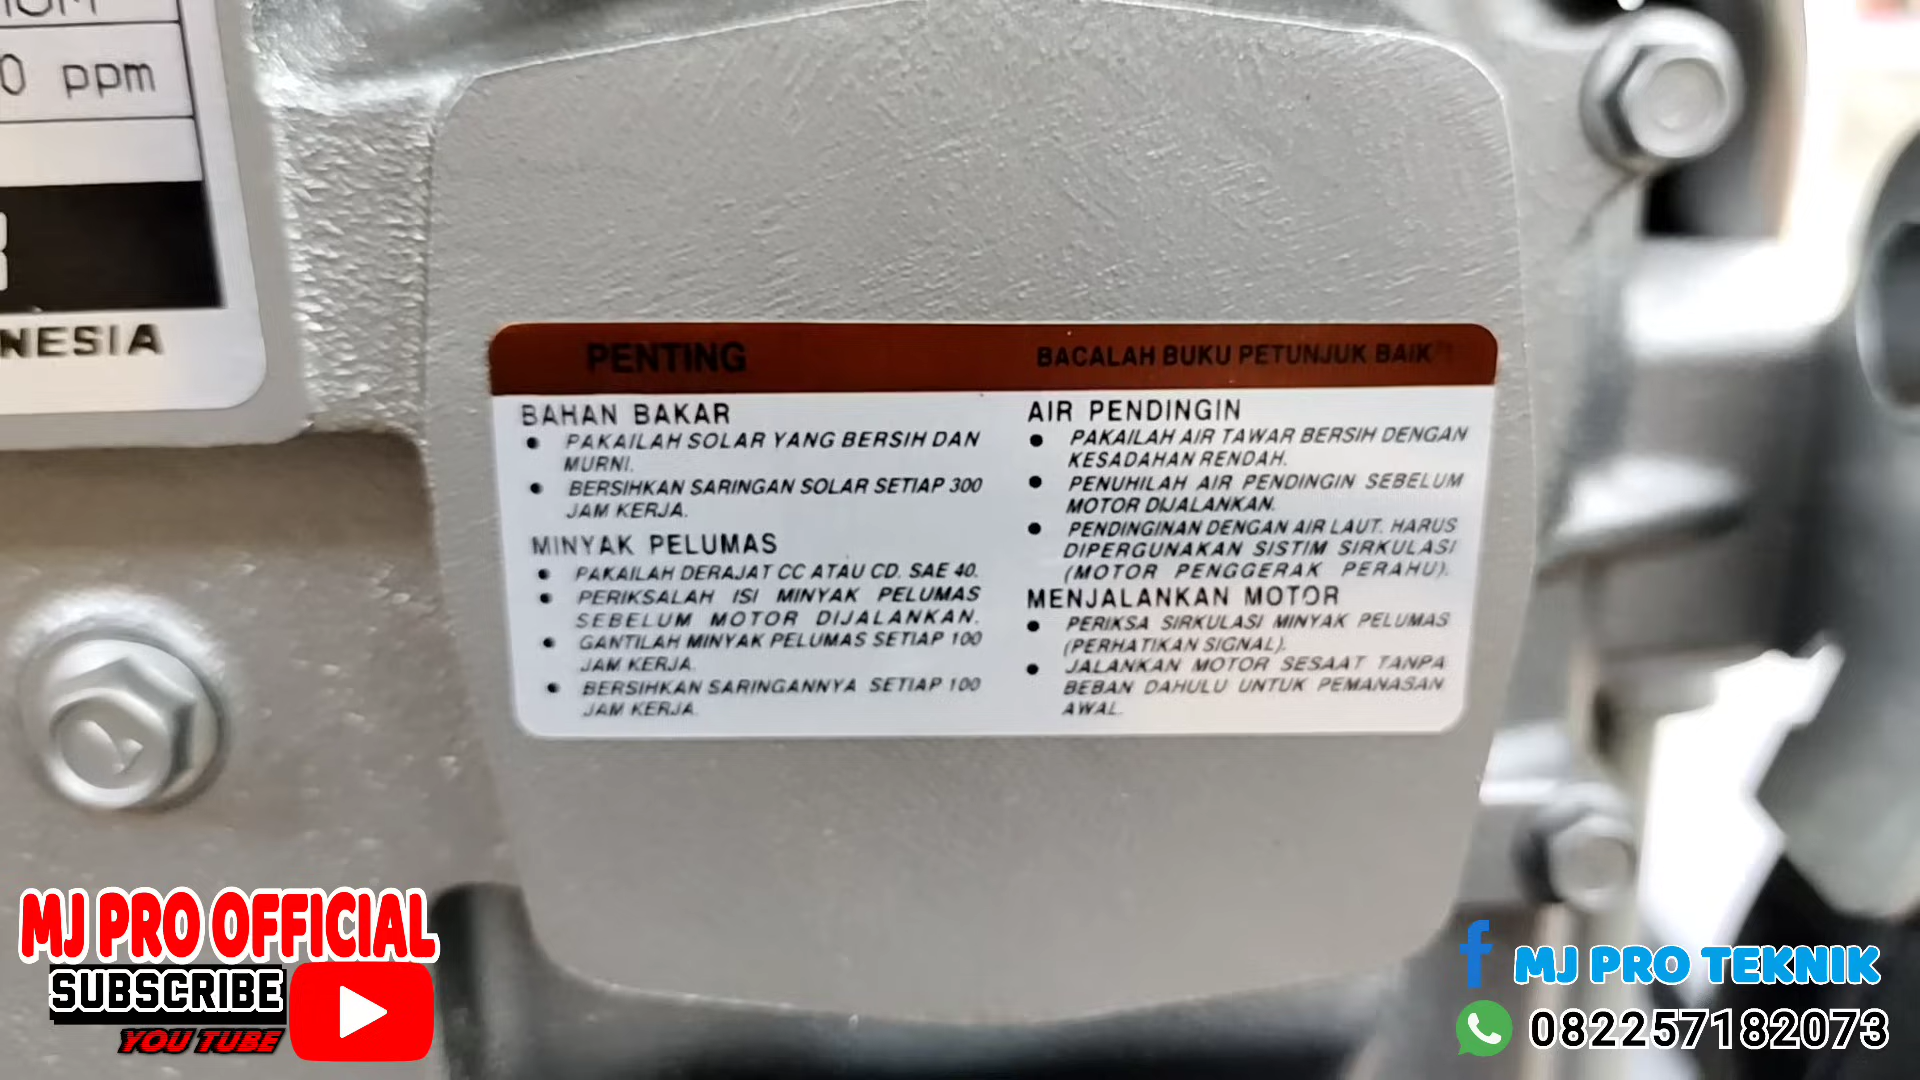 0 ppm
NESIA
PENTING
BACALAH BUKU PETUNJUK BAIK
BAHAN BAKAR
● PAKAILAH SOLAR YANG BERSIH DAN
MURNI.
● BERSIHKAN SARINGAN SOLAR SETIAP 300
JAM KERJA.
MINYAK PELUMAS
● PAKAILAH DERAJAT CC ATAU CD. SAE 40.
● PERIKSALAH ISI MINYAK PELUMAS
SEBELUM MOTOR DIJALANKAN.
● GANTILAH MINYAK PELUMAS SETIAP 100
JAM KERJA.
● BERSIHKAN SARINGANNYA SETIAP 100
JAM KERJA.
AIR PENDINGIN
● PAKAILAH AIR TAWAR BERSIH DENGAN
KESADAHAN RENDAH.
● PENUHILAH AIR PENDINGIN SEBELUM
MOTOR DIJALANKAN.
● PENDINGINAN DENGAN AIR LAUT. HARUS
DIPERGUNAKAN SISTIM SIRKULASI
(MOTOR PENGGERAK PERAHU).
MENJALANKAN MOTOR
● PERIKSA SIRKULASI MINYAK PELUMAS
(PERHATIKAN SIGNAL).
● JALANKAN MOTOR SESAAT TANPA
BEBAN DAHULU UNTUK PEMANASAN
AWAL.
MJ PRO OFFICIAL
SUBSCRIBE
YOU TUBE
MJ PRO TEKNIK
082257182073